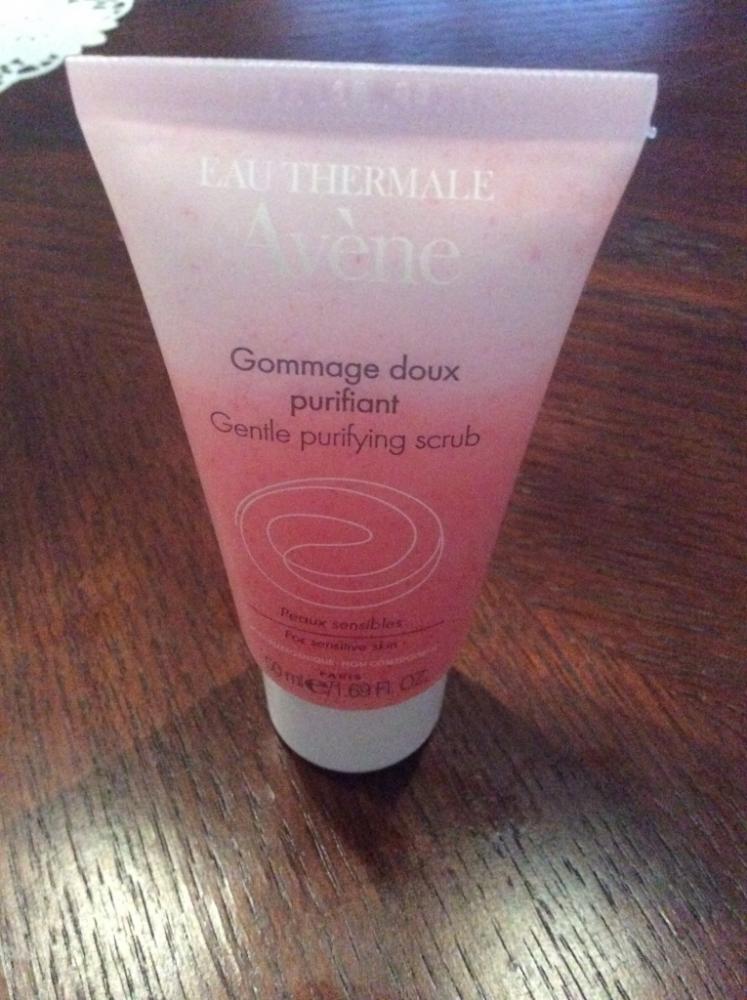 EAU THERMALE
Avène
Gommage doux
purifiant
Gentle purifying scrub
Peaux sensibles
For sensitive skin
PARIS
50 ml e/1.69 Fl. OZ.